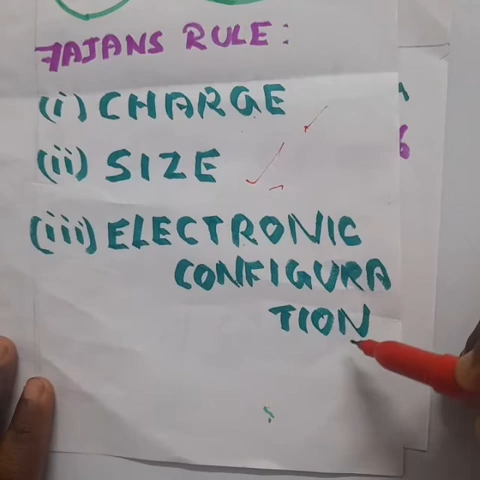 FAJANS RULE:
(i) CHARGE
(ii) SIZE
(iii) ELECTRONIC
CONFIGURA
TION